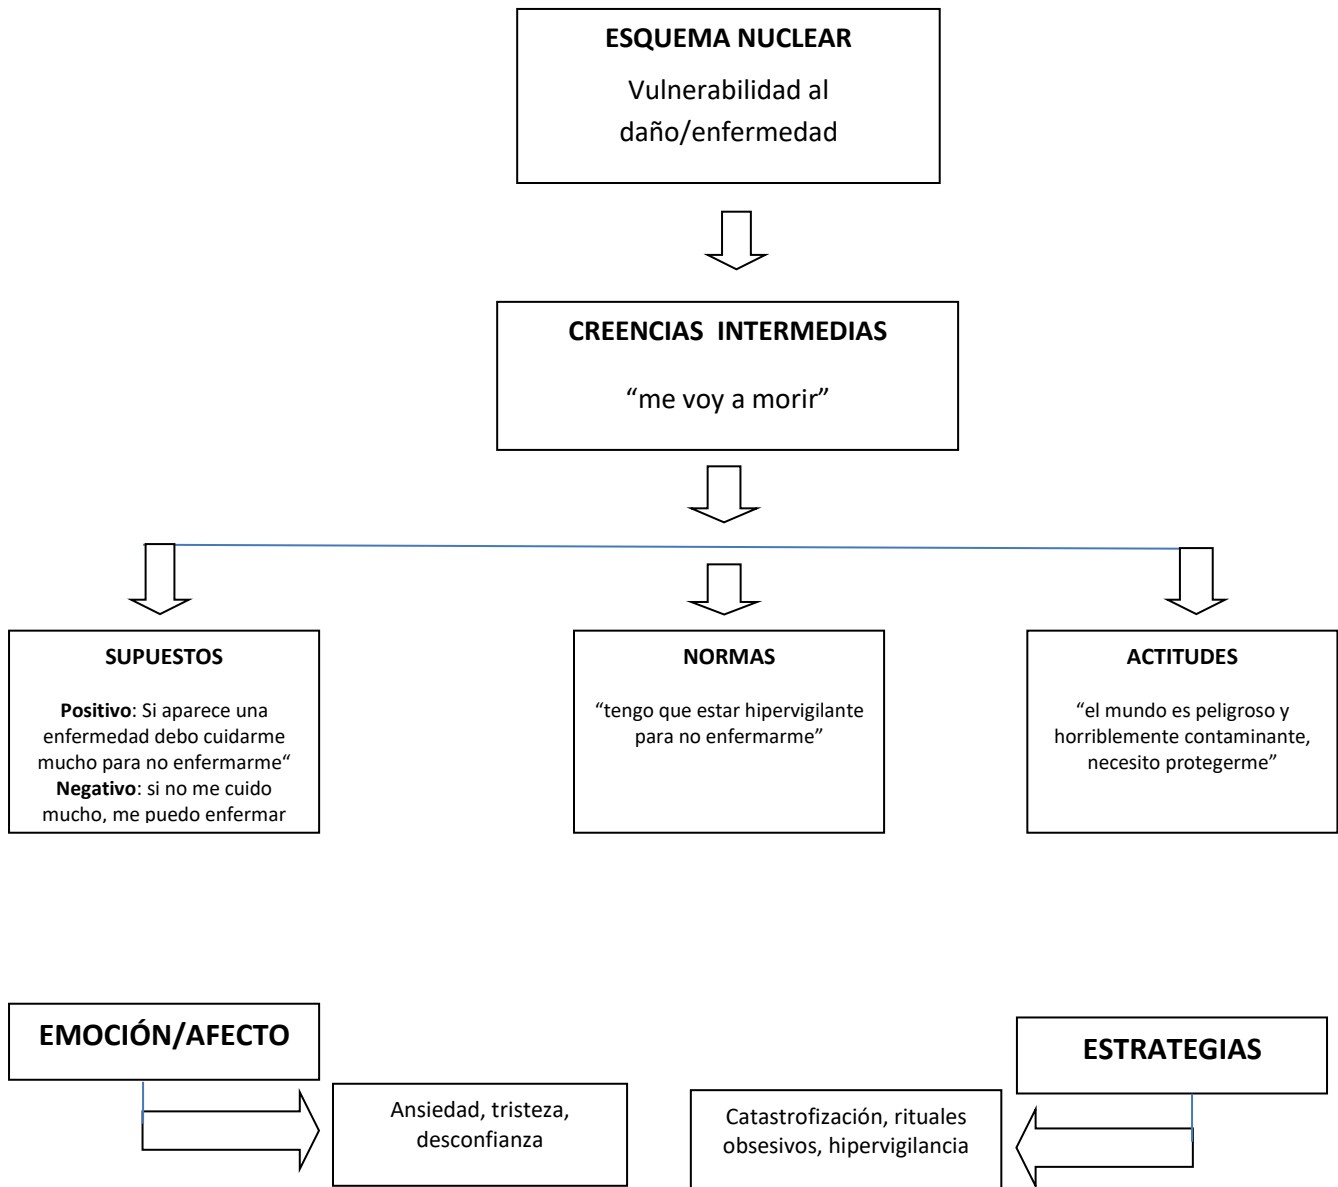 ESQUEMA NUCLEAR
Vulnerabilidad al
daño/enfermedad
CREENCIAS  INTERMEDIAS
“me voy a morir”
SUPUESTOS
Positivo: Si aparece una
enfermedad debo cuidarme
mucho para no enfermarme“
Negativo: si no me cuido
mucho, me puedo enfermar
NORMAS
“tengo que estar hipervigilante
para no enfermarme”
ACTITUDES
“el mundo es peligroso y
horriblemente contaminante,
necesito protegerme”
EMOCIÓN/AFECTO
Ansiedad, tristeza,
desconfianza
ESTRATEGIAS
Catastrofización, rituales
obsesivos, hipervigilancia